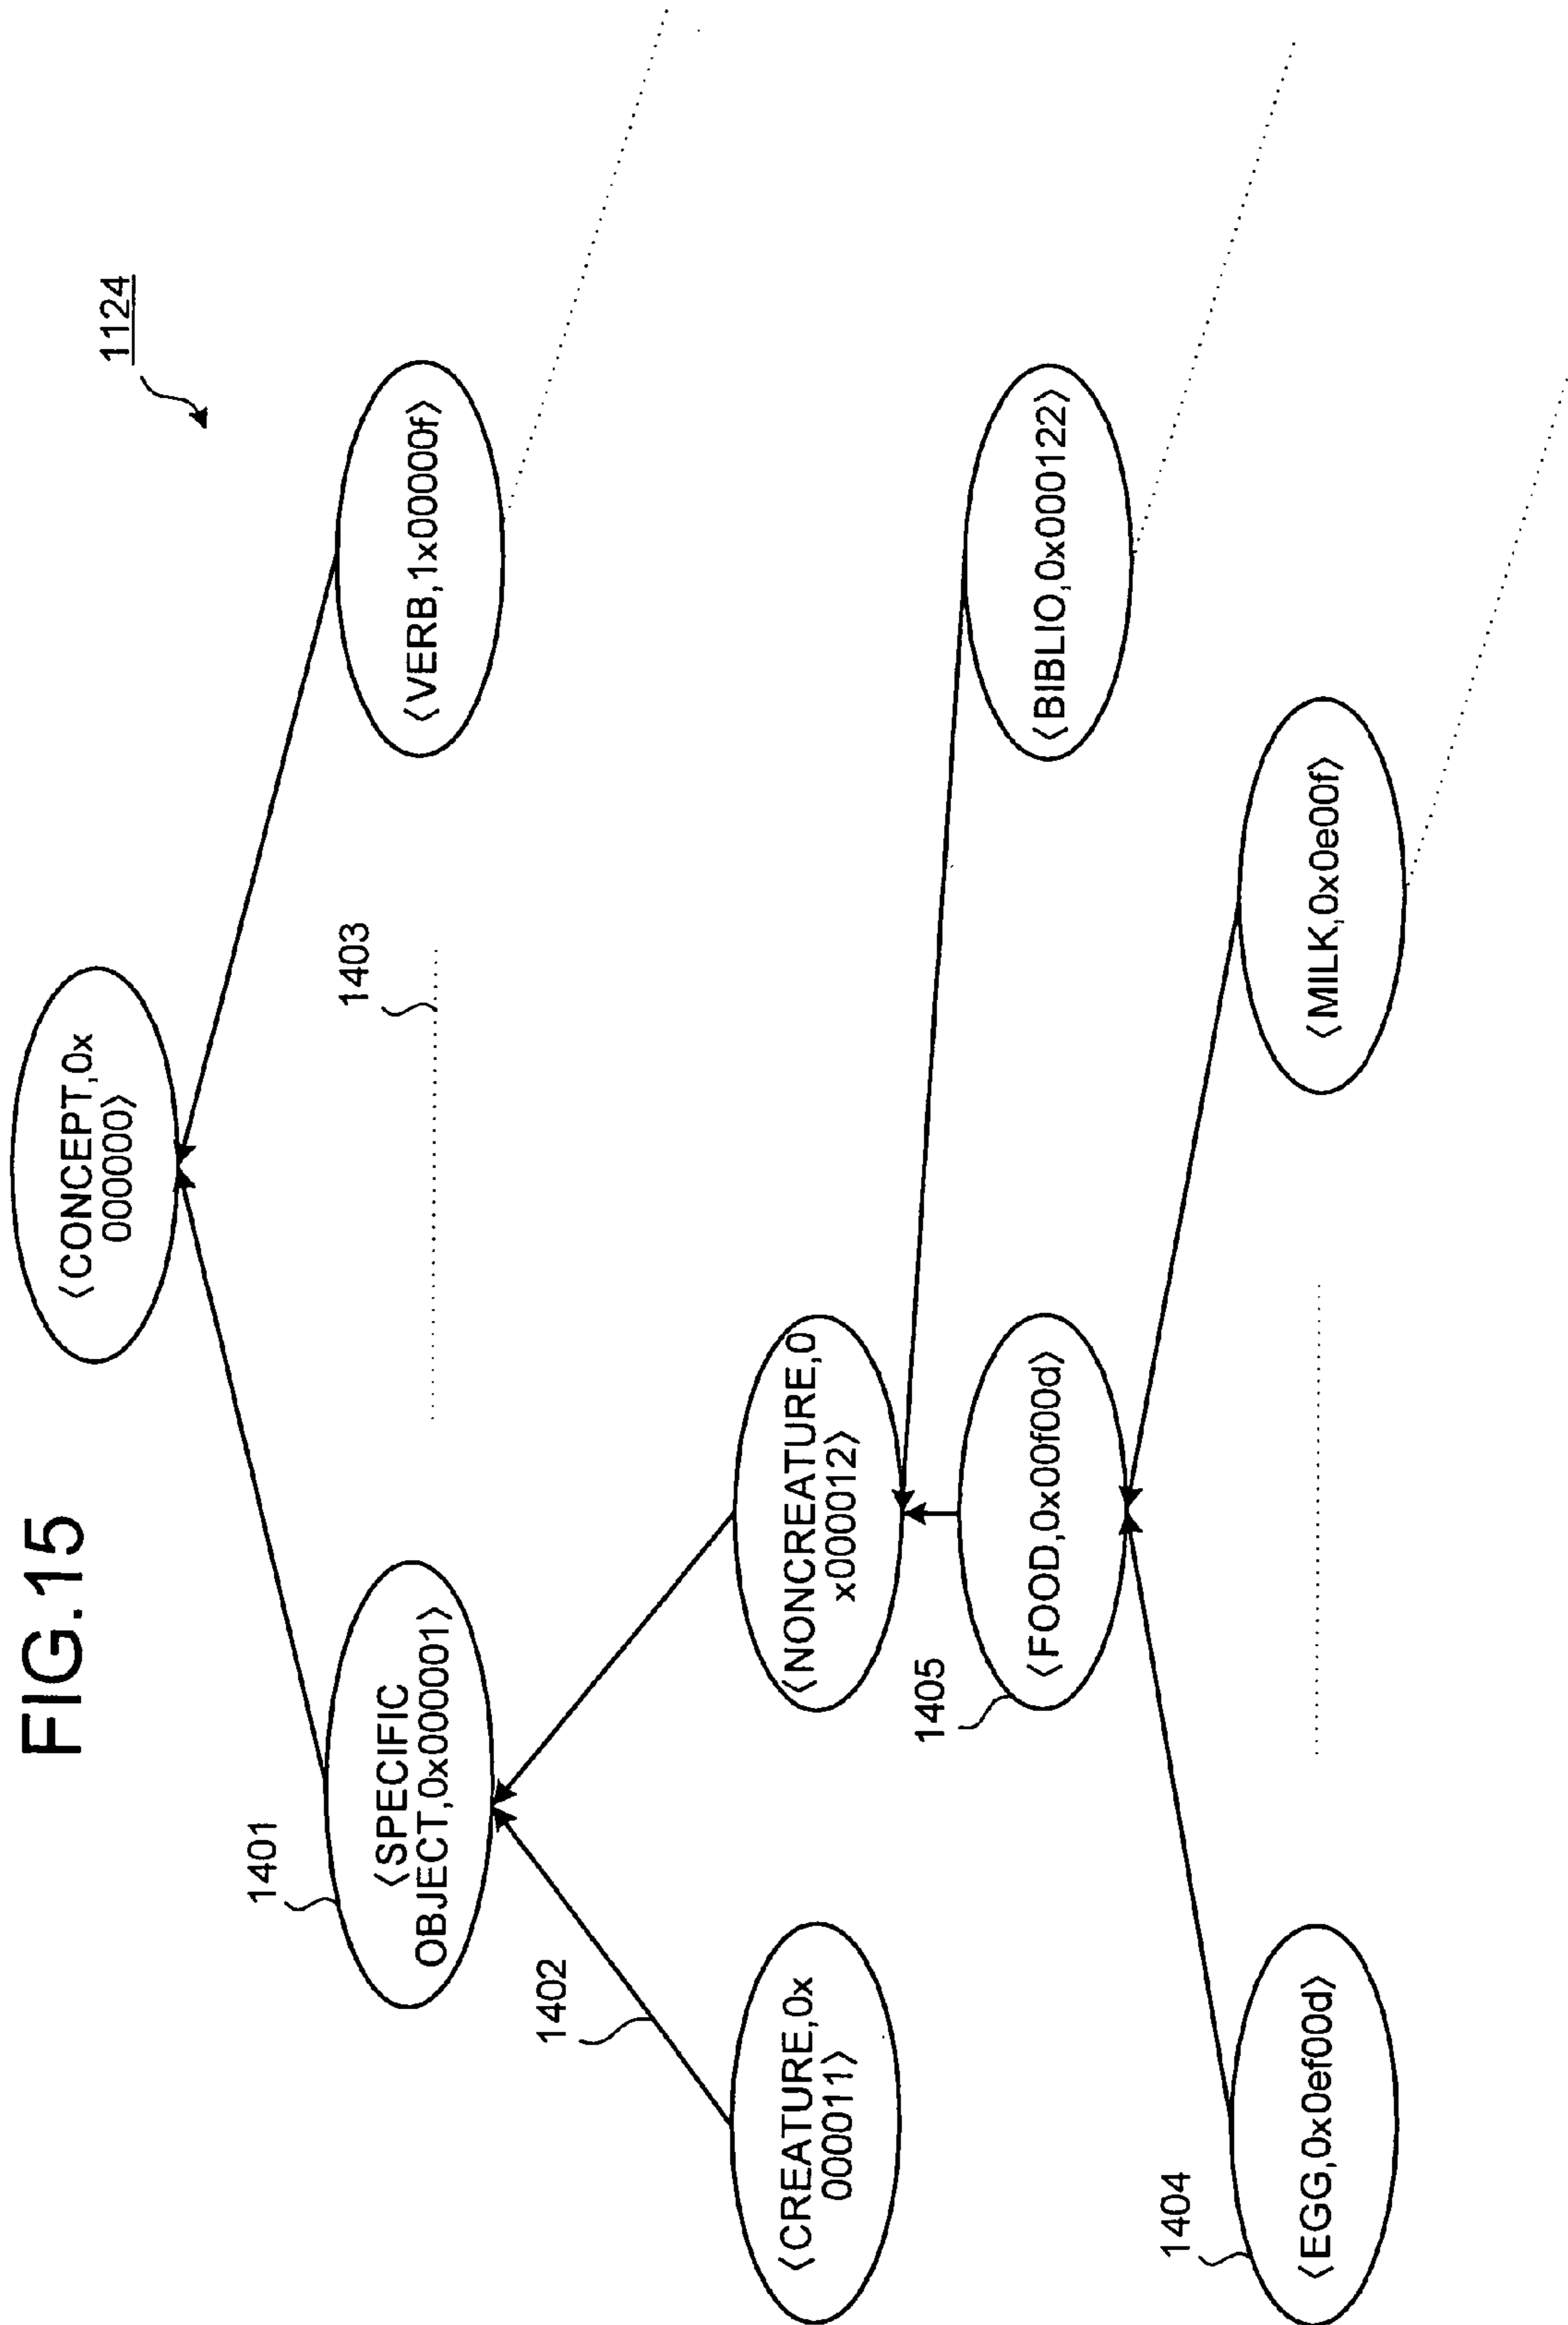 FIG.15
1124
〈CONCEPT,0x
000000〉
1401
〈SPECIFIC
OBJECT,0x00001〉
1403
〈VERB,1x00000f〉
1402
〈CREATURE,0x
000011〉
〈NONCREATURE,0
x000012〉
1405
〈FOOD,0x00f00d〉
〈BIBLIO,0x000122〉
1404
〈EGG,0x0ef00d〉
〈MILK,0x0e00f〉